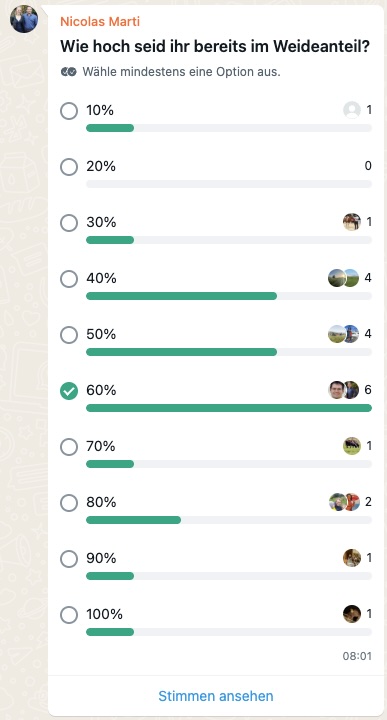 Nicolas Marti
Wie hoch seid ihr bereits im Weideanteil?
Wähle mindestens eine Option aus.
10% 1
20% 0
30% 1
40% 4
50% 4
60% 6
70% 1
80% 2
90% 1
100% 1
08:01
Stimmen ansehen